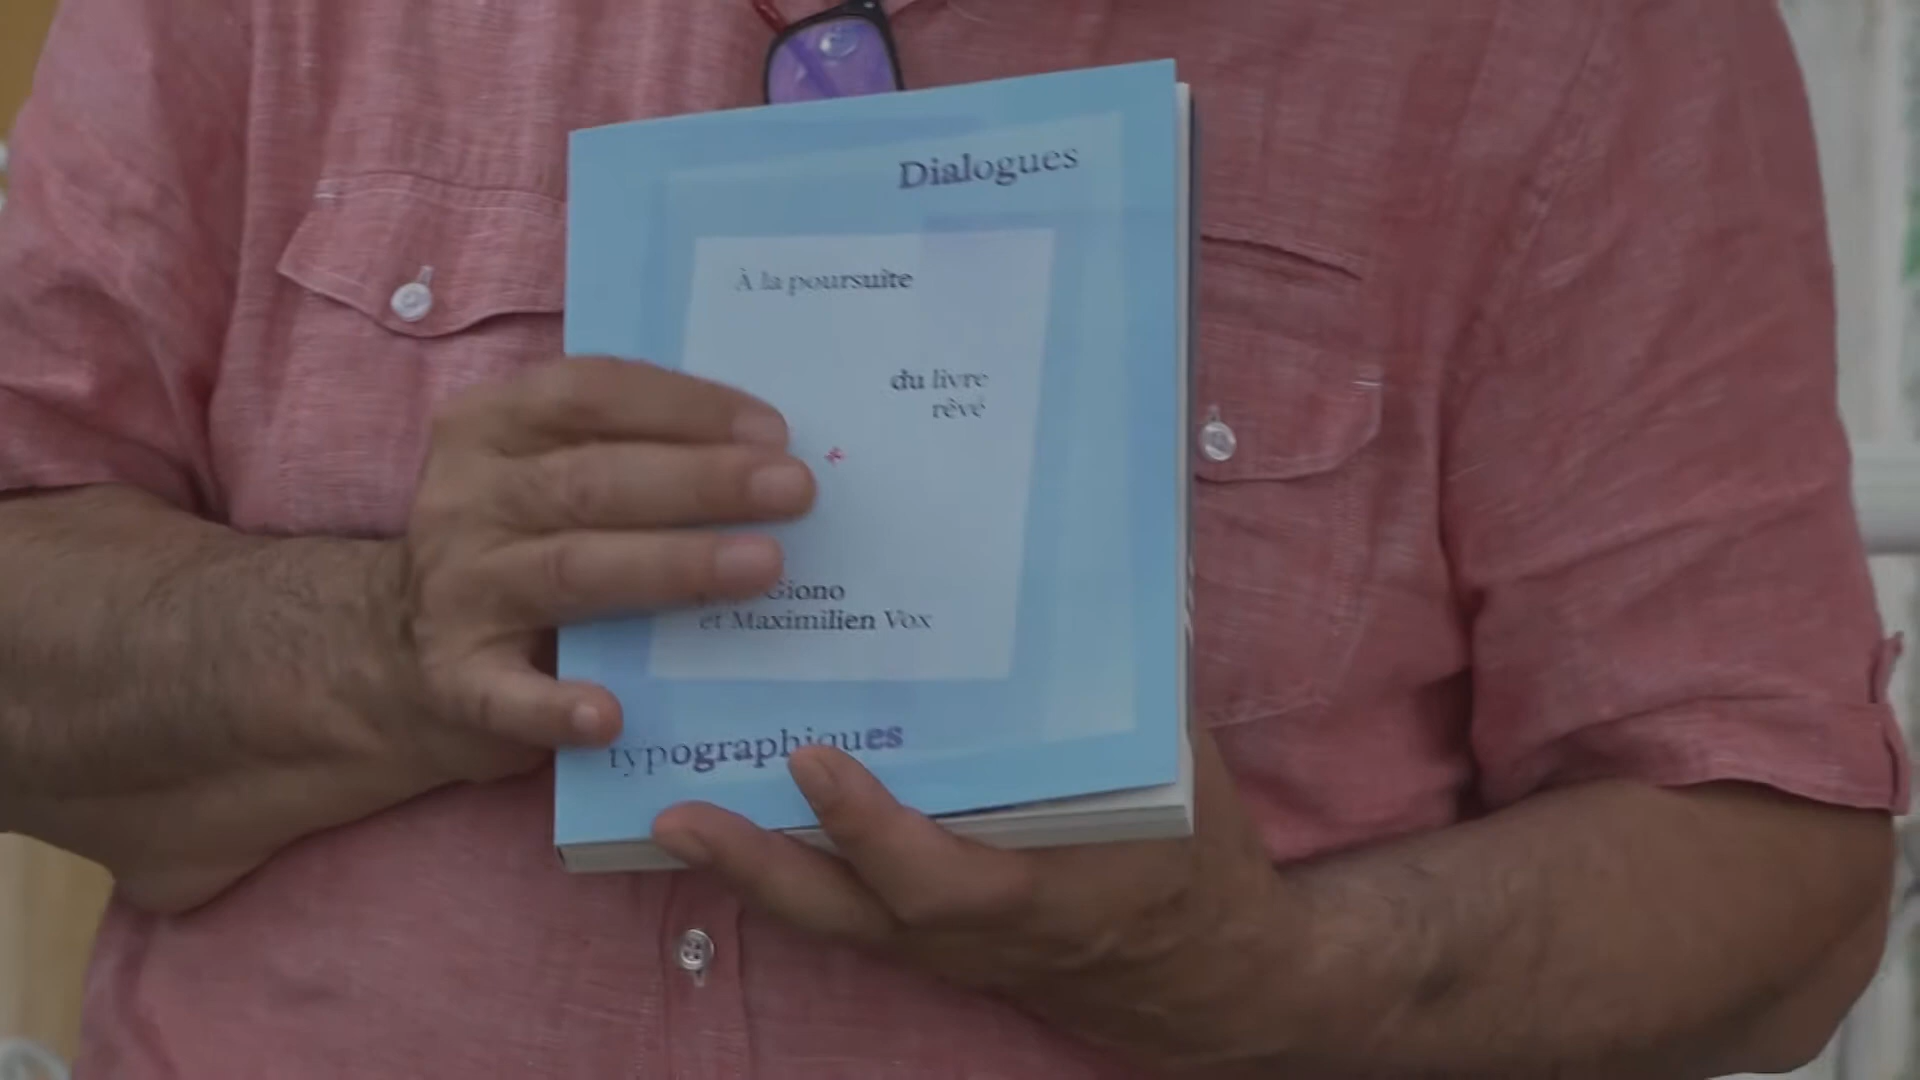 Dialogues
À la poursuite
du livre
rêvé
Giono
et Maximilien Vox
typographiques